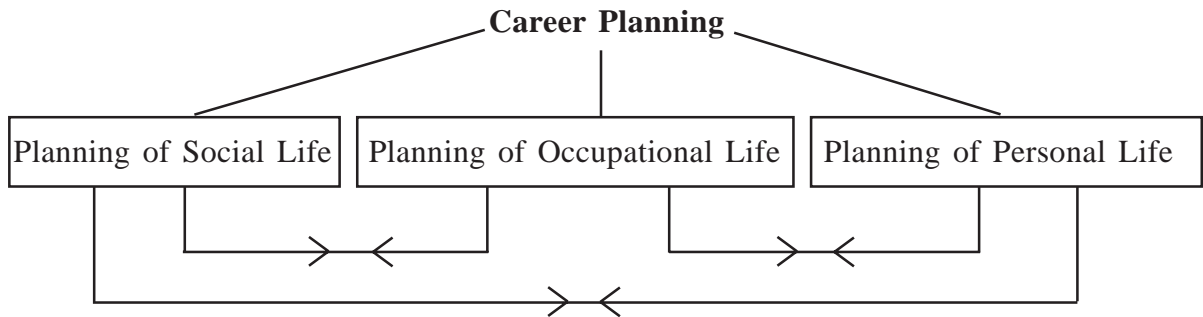 Career Planning
Planning of Social Life
Planning of Occupational Life
Planning of Personal Life